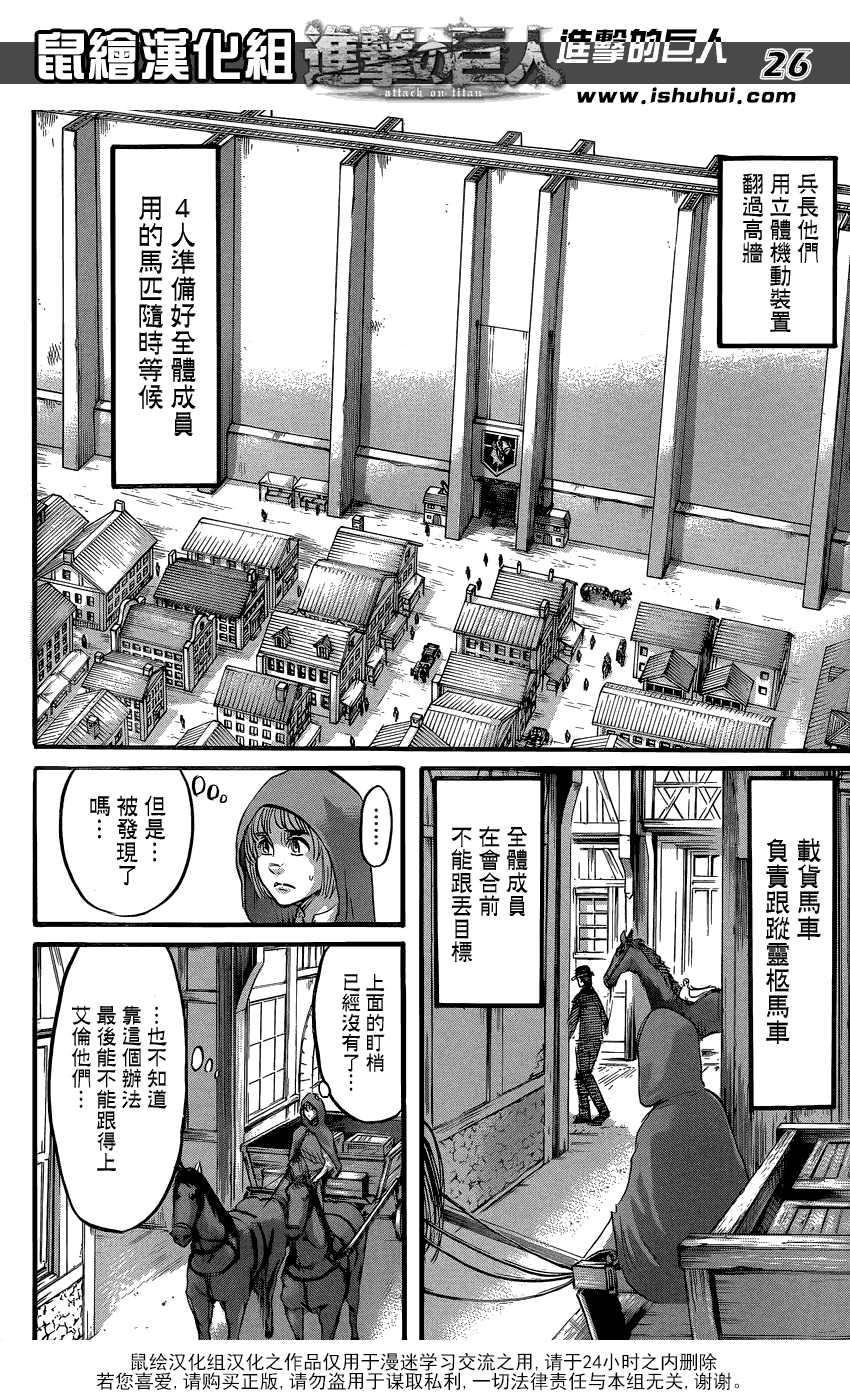 鼠繪漢化組
進撃の巨人
attack on titan
進擊的巨人
26
www.ishuhui.com
兵長他們
用立體機動裝置
翻過高牆
4人準備好全體成員
用的馬匹隨時等候
載貨馬車
負責跟蹤靈柩馬車
全體成員
在會合前
不能跟丟目標
……
但是…
被發現了
嗎…
上面的盯梢
已經沒有了…
…也不知道
靠這個辦法
最後能不能跟得上
艾倫他們…
鼠绘汉化组汉化之作品仅用于漫迷学习交流之用, 请于24小时之内删除
若您喜爱, 请购买正版, 请勿盗用于谋取私利, 一切法律责任与本组无关, 谢谢。